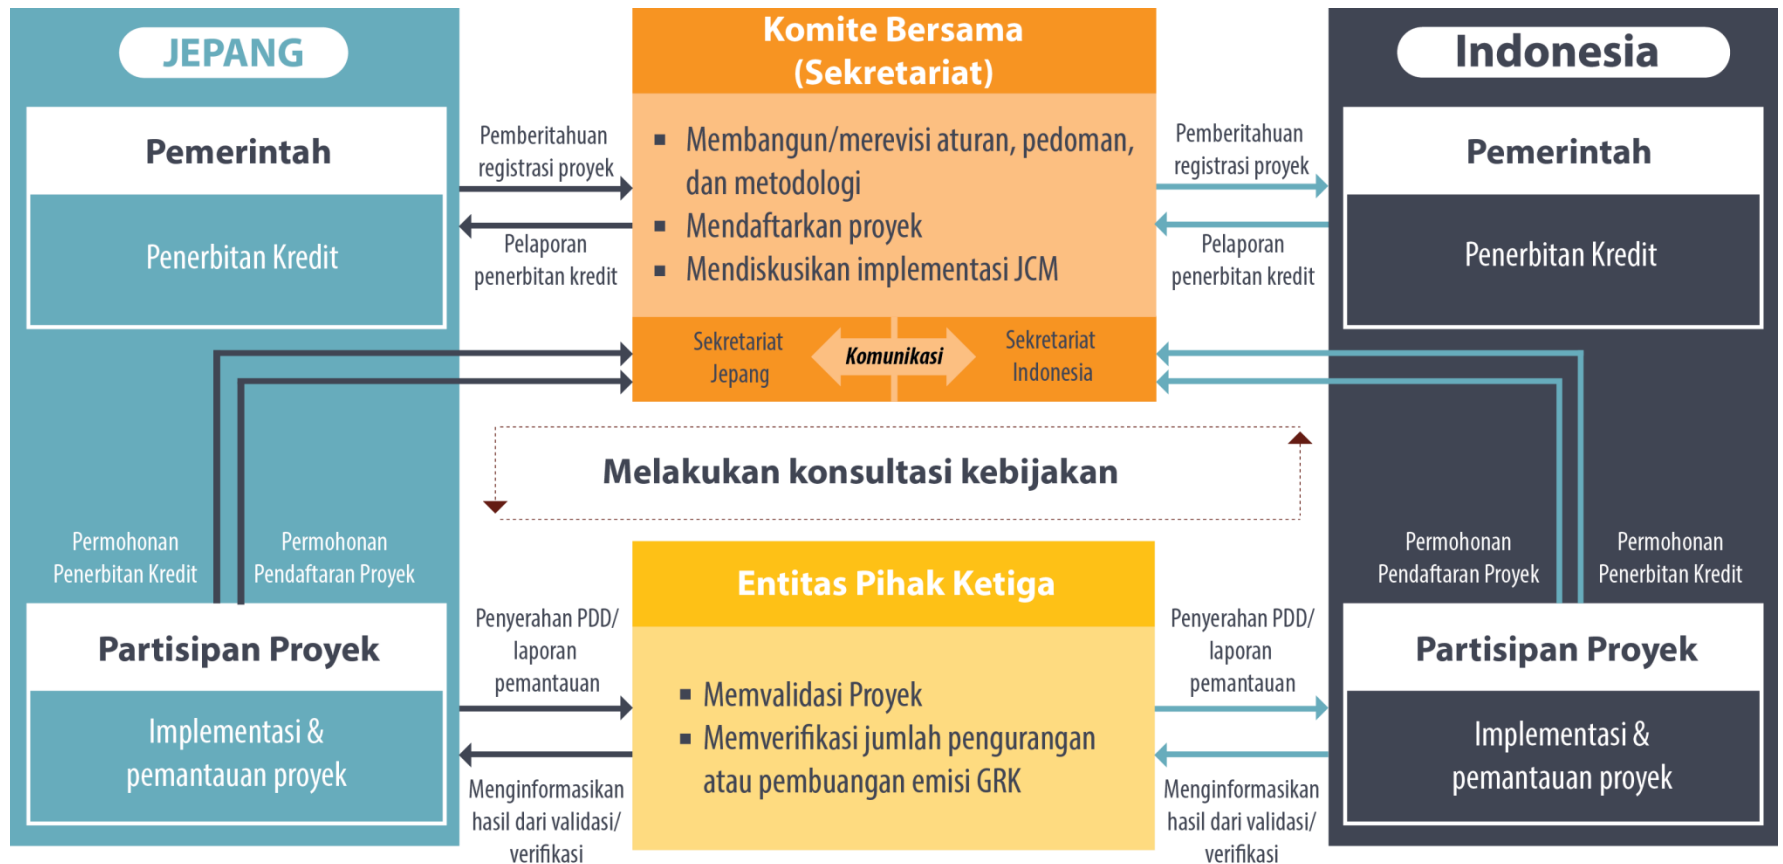 JEPANG
Pemerintah
Penerbitan Kredit
Pemberitahuan
registrasi proyek
Pelaporan
penerbitan kredit
Komite Bersama
(Sekretariat)
▪ Membangun/merevisi aturan, pedoman,
dan metodologi
▪ Mendaftarkan proyek
▪ Mendiskusikan implementasi JCM
Sekretariat
Jepang
Komunikasi
Sekretariat
Indonesia
Pemberitahuan
registrasi proyek
Pelaporan
penerbitan kredit
Indonesia
Pemerintah
Penerbitan Kredit
Melakukan konsultasi kebijakan
Permohonan
Penerbitan Kredit
Permohonan
Pendaftaran Proyek
Partisipan Proyek
Implementasi &
pemantauan proyek
Penyerahan PDD/
laporan
pemantauan
Menginformasikan
hasil dari validasi/
verifikasi
Entitas Pihak Ketiga
▪ Memvalidasi Proyek
▪ Memverifikasi jumlah pengurangan
atau pembuangan emisi GRK
Penyerahan PDD/
laporan
pemantauan
Menginformasikan
hasil dari validasi/
verifikasi
Permohonan
Pendaftaran Proyek
Permohonan
Penerbitan Kredit
Partisipan Proyek
Implementasi &
pemantauan proyek